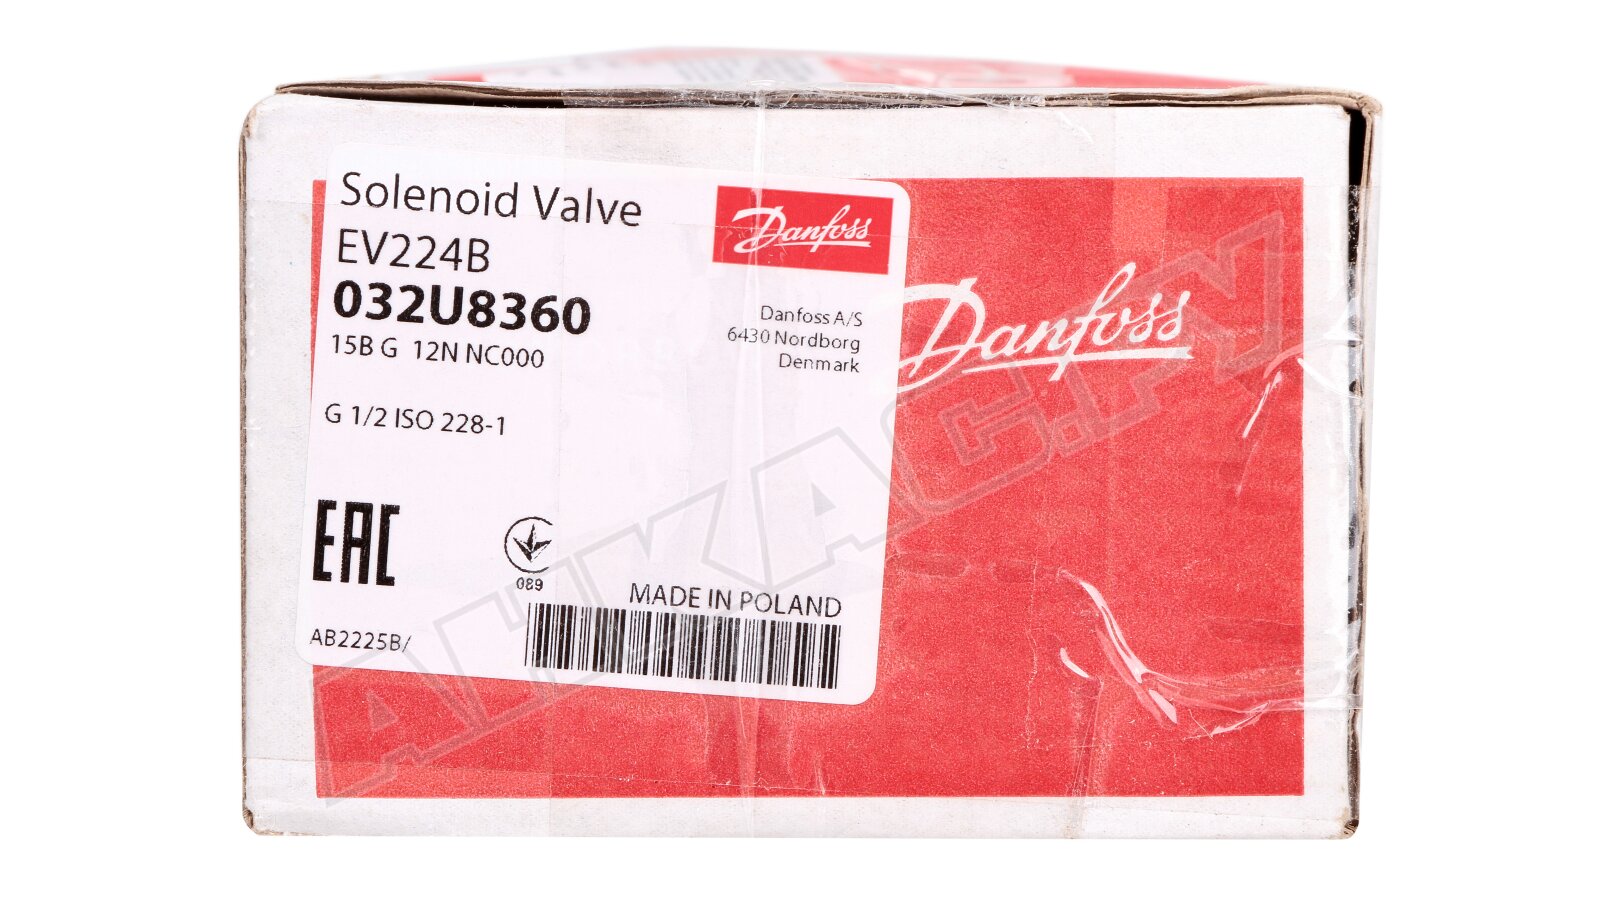 Solenoid Valve
EV224B
032U8360
15B G 12N NC000
G 1/2 ISO 228-1
Danfoss
Danfoss A/S
6430 Nordborg
Denmark
Danfoss
EAC
089
MADE IN POLAND
AB2225B/